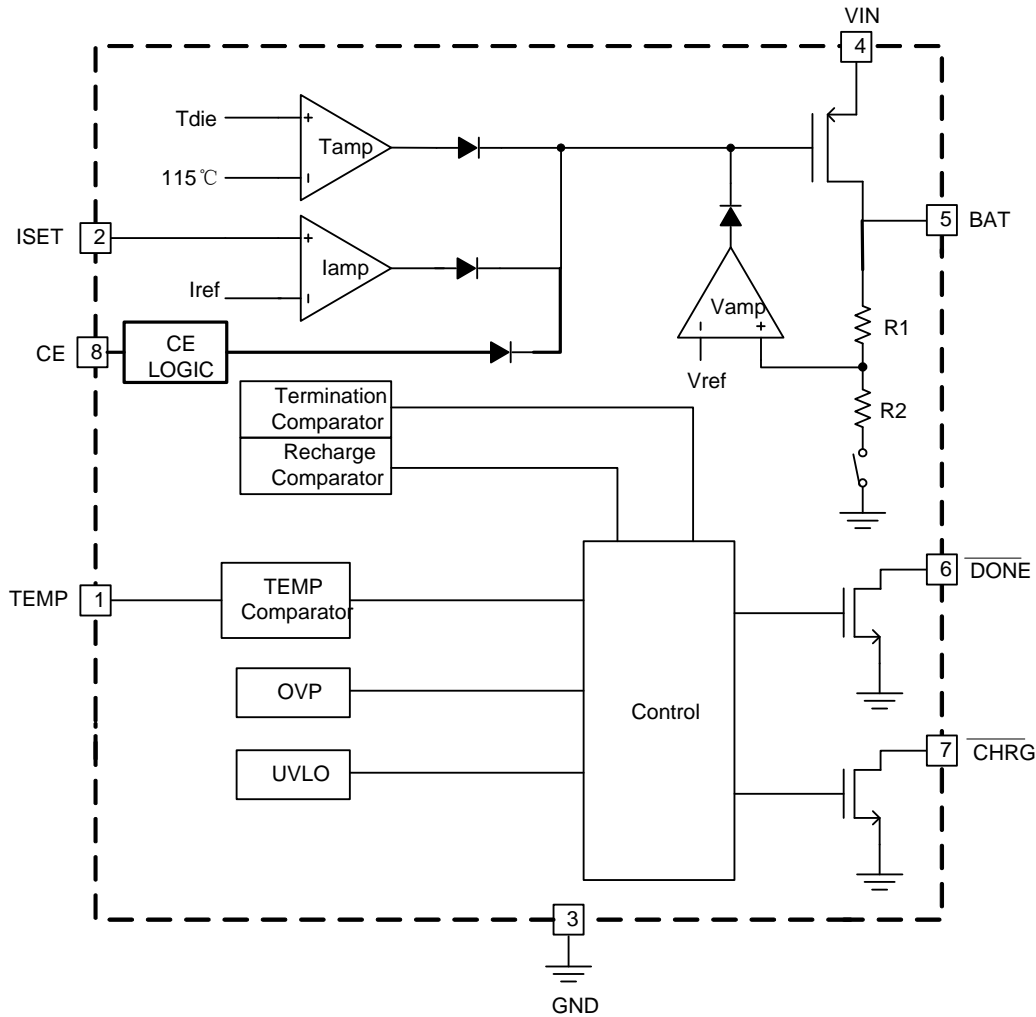 VIN
4
Tdie
+
Tamp
115℃
-
ISET
2
+
Iamp
Iref
-
5
BAT
CE
8
CE
LOGIC
Vamp
-
+
Vref
R1
R2
Termination
Comparator
Recharge
Comparator
TEMP
1
TEMP
Comparator
OVP
UVLO
Control
6
DONE
7
CHRG
3
GND